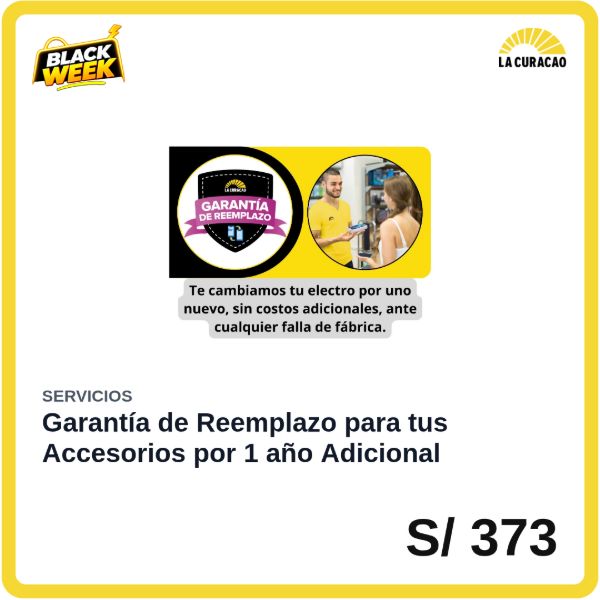 BLACK
WEEK
LA CURACAO
LA CURACAO
GARANTÍA
DE REEMPLAZO
Te cambiamos tu electro por uno
nuevo, sin costos adicionales, ante
cualquier falla de fábrica.
SERVICIOS
Garantía de Reemplazo para tus
Accesorios por 1 año Adicional
S/ 373